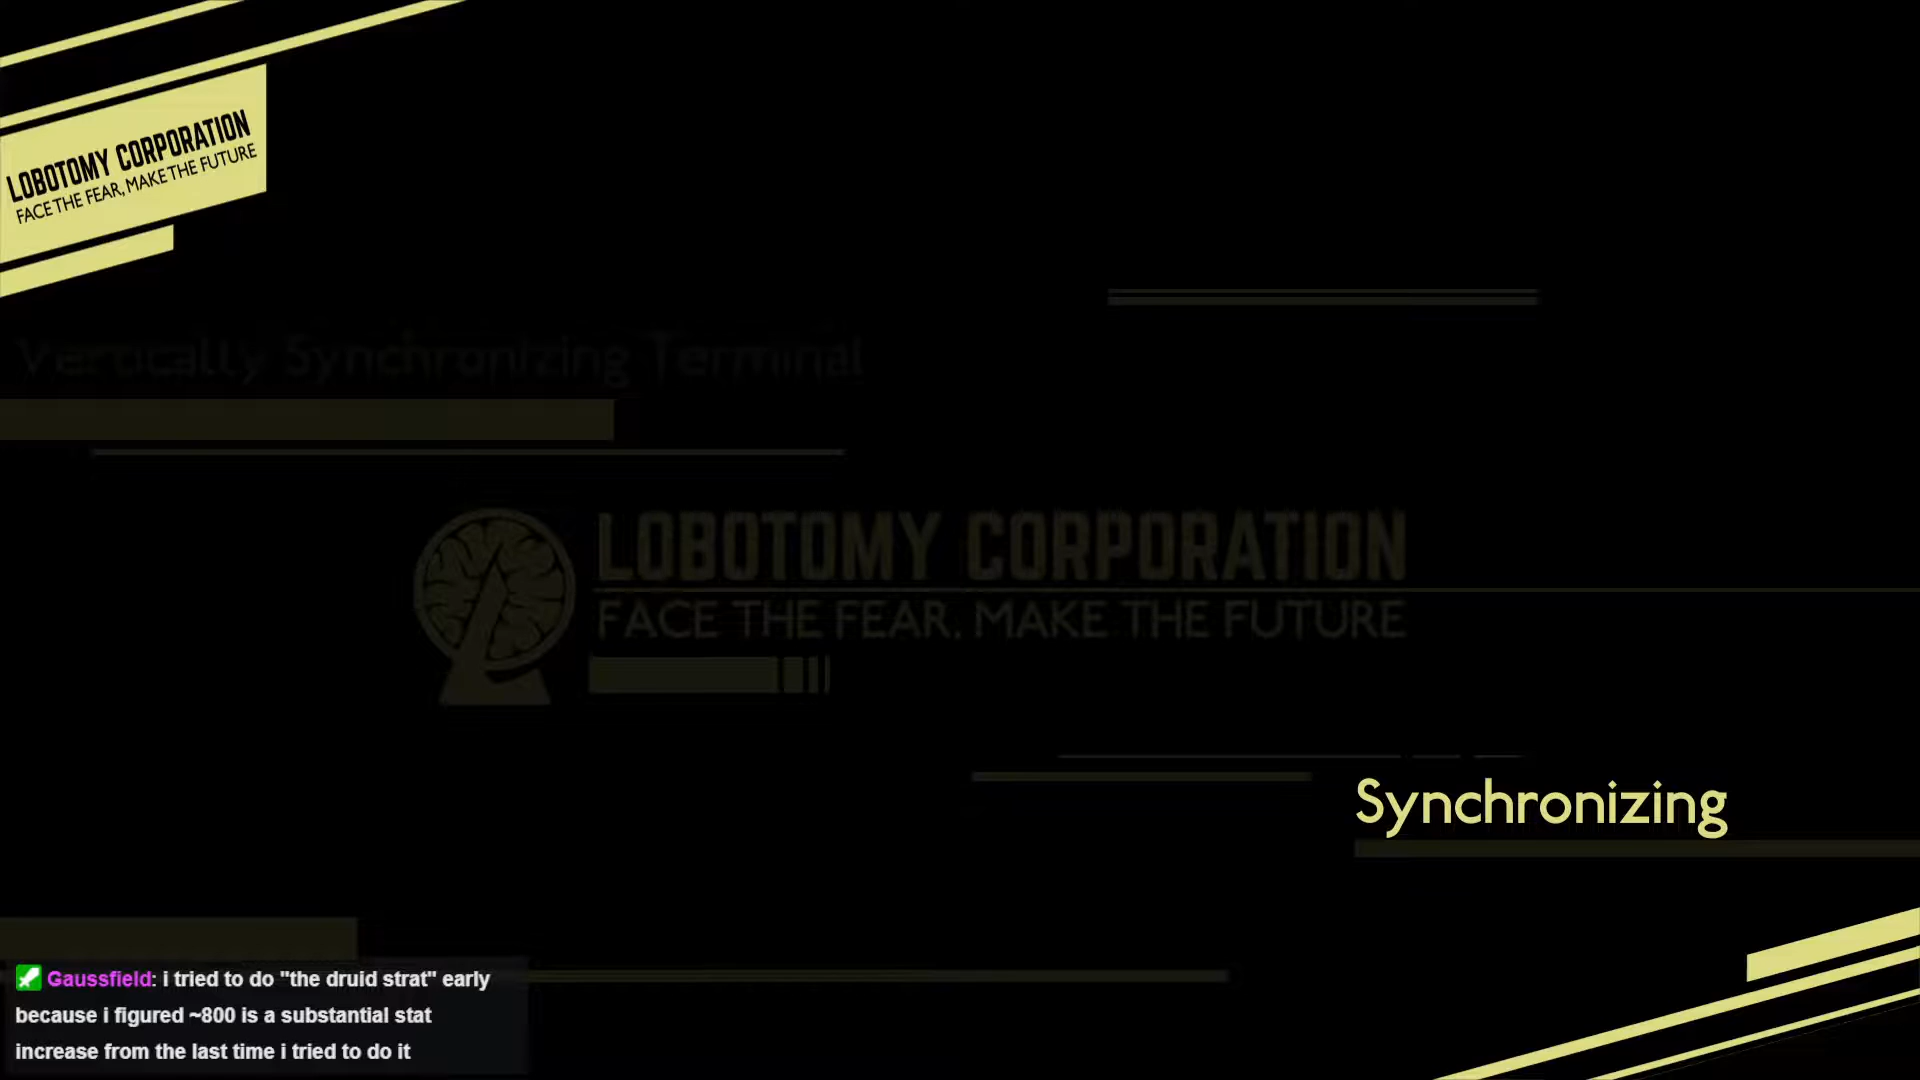 LOBOTOMY CORPORATION
FACE THE FEAR, MAKE THE FUTURE
Vertically Synchronizing Terminal
LOBOTOMY CORPORATION
FACE THE FEAR, MAKE THE FUTURE
Synchronizing
Gaussfield: i tried to do "the druid strat" early
because i figured ~800 is a substantial stat
increase from the last time i tried to do it